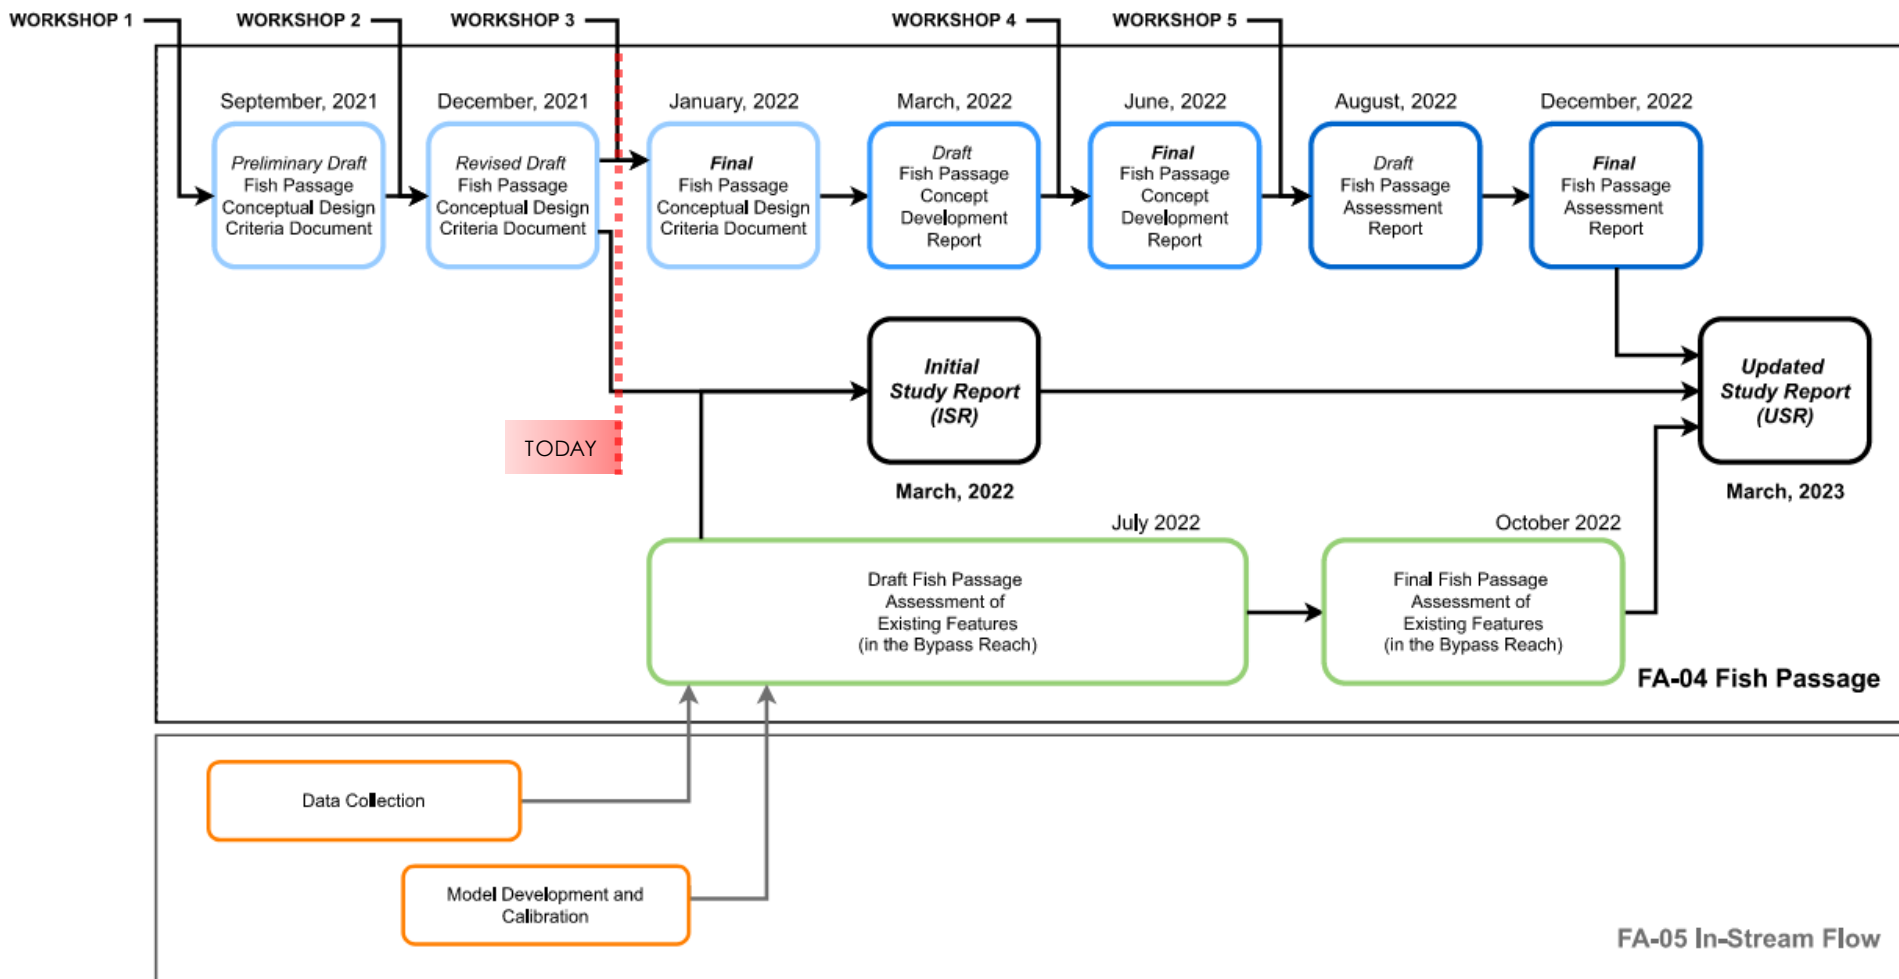 WORKSHOP 1
WORKSHOP 2
WORKSHOP 3
WORKSHOP 4
WORKSHOP 5
September, 2021
Preliminary Draft
Fish Passage
Conceptual Design
Criteria Document
December, 2021
Revised Draft
Fish Passage
Conceptual Design
Criteria Document
January, 2022
Final
Fish Passage
Conceptual Design
Criteria Document
March, 2022
Draft
Fish Passage
Concept
Development
Report
June, 2022
Final
Fish Passage
Concept
Development
Report
August, 2022
Draft
Fish Passage
Assessment
Report
December, 2022
Final
Fish Passage
Assessment
Report
TODAY
Initial
Study Report
(ISR)
March, 2022
Updated
Study Report
(USR)
March, 2023
July 2022
Draft Fish Passage
Assessment of
Existing Features
(in the Bypass Reach)
October 2022
Final Fish Passage
Assessment of
Existing Features
(in the Bypass Reach)
FA-04 Fish Passage
Data Collection
Model Development and
Calibration
FA-05 In-Stream Flow